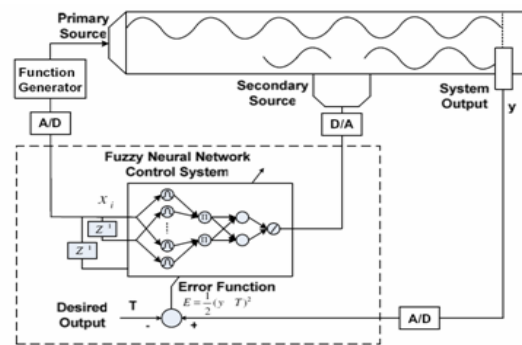 Primary
Source
Function
Generator
A/D
Secondary
Source
System
Output
y
D/A
Fuzzy Neural Network
Control System
X i
Z 1
Z 1
Π
Π
Error Function
E = 1/2 (y T)²
Desired
Output
T
-
+
A/D